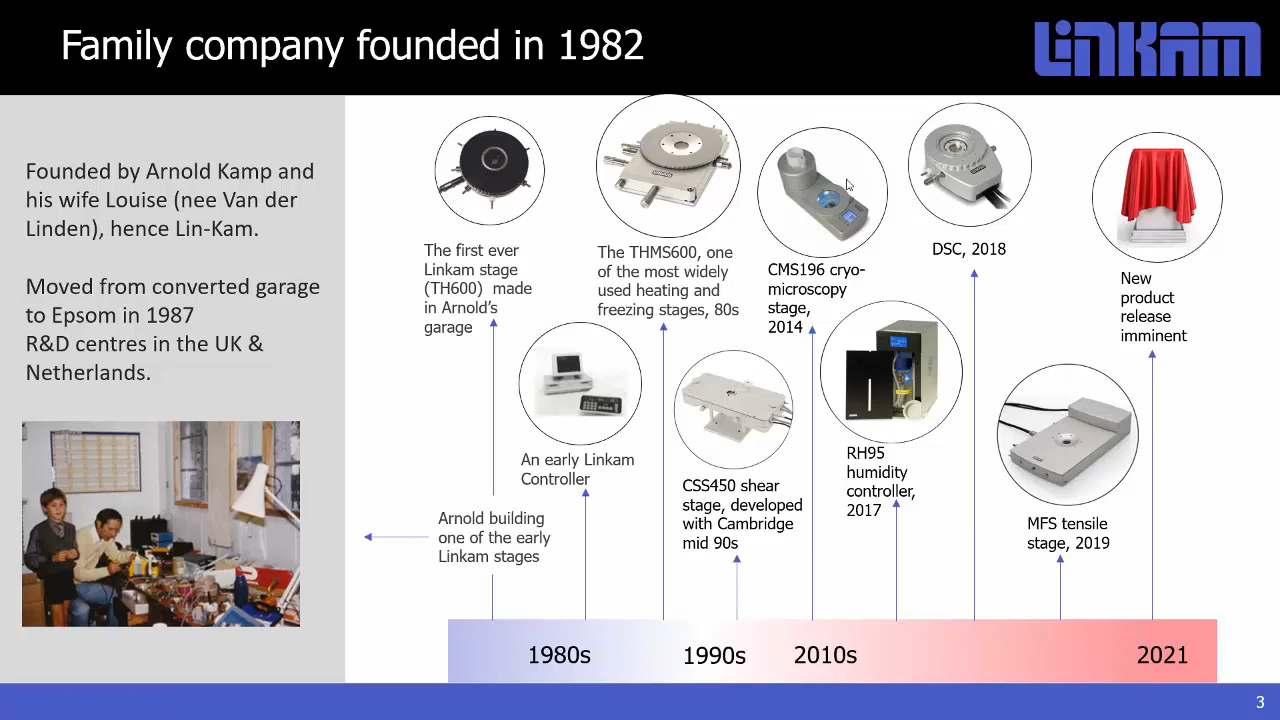 Family company founded in 1982
LINKAM
Founded by Arnold Kamp and
his wife Louise (nee Van der
Linden), hence Lin-Kam.
Moved from converted garage
to Epsom in 1987
R&D centres in the UK &
Netherlands.
The first ever
Linkam stage
(TH600) made
in Arnold's
garage
An early Linkam
Controller
Arnold building
one of the early
Linkam stages
The THMS600, one
of the most widely
used heating and
freezing stages, 80s
CSS450 shear
stage, developed
with Cambridge
mid 90s
CMS196 cryo-
microscopy
stage,
2014
RH95
humidity
controller,
2017
DSC, 2018
MFS tensile
stage, 2019
New
product
release
imminent
1980s
1990s
2010s
2021
3